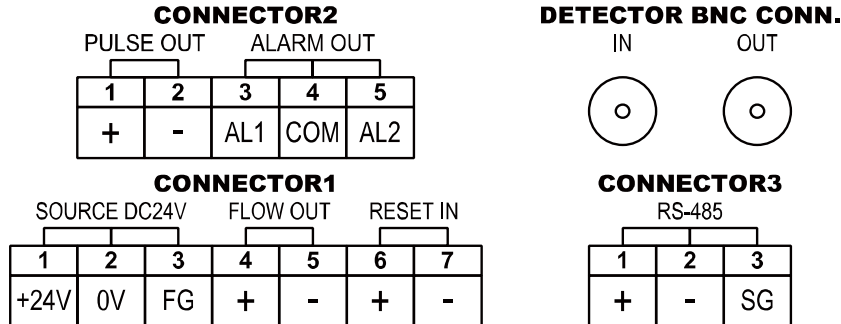 CONNECTOR2
PULSE OUT ALARM OUT
1 2 3 4 5
+ - AL1 COM AL2
DETECTOR BNC CONN.
IN OUT
CONNECTOR1
SOURCE DC24V FLOW OUT RESET IN
1 2 3 4 5 6 7
+24V 0V FG + - + -
CONNECTOR3
RS-485
1 2 3
+ - SG